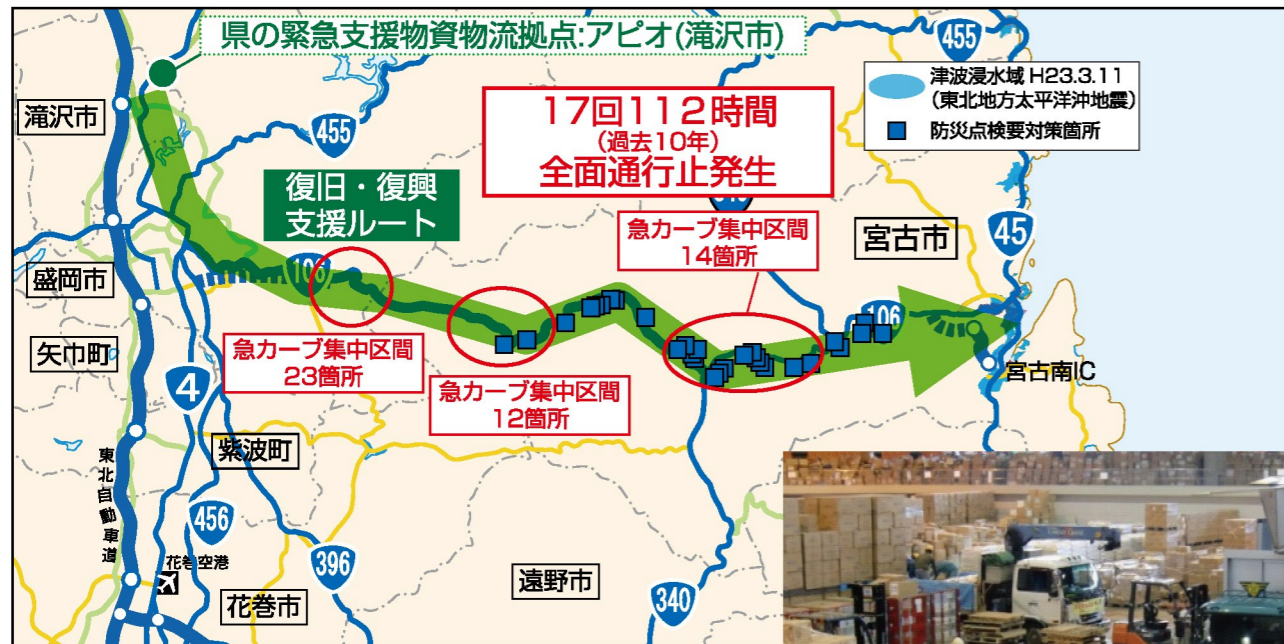 県の緊急支援物資物流拠点:アピオ(滝沢市)
455
津波浸水域 H23.3.11
(東北地方太平洋沖地震)
防災点検要対策箇所
滝沢市
455
17回112時間
(過去10年)
全面通行止発生
復旧・復興
支援ルート
急カーブ集中区間
14箇所
宮古市
45
盛岡市
106
106
矢巾町
急カーブ集中区間
23箇所
急カーブ集中区間
12箇所
宮古南IC
4
紫波町
東北自動車道
456
花巻空港
396
花巻市
遠野市
340